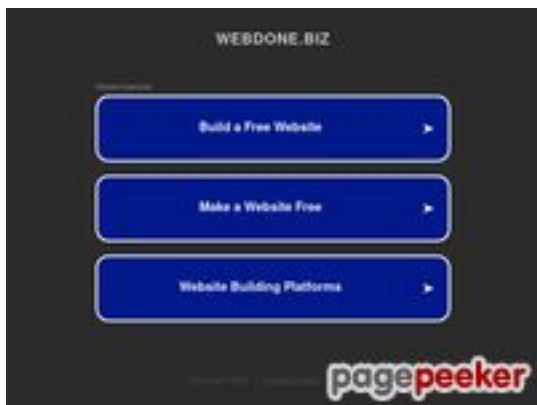 WEBDONE.BIZ
Build a Free Website
Make a Website Free
Website Building Platforms
pagepeeker